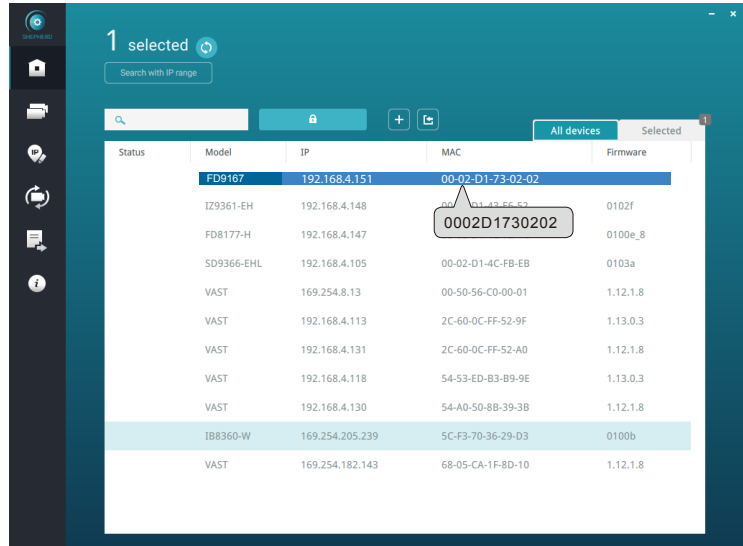 SHEPHERD
1 selected
Search with IP range
All devices Selected 1
Status Model IP MAC Firmware
FD9167 192.168.4.151 00-02-D1-73-02-02
IZ9361-EH 192.168.4.148 00-02-D1-43-F6-52 0102f
0002D1730202
FD8177-H 192.168.4.147 0100e_8
SD9366-EHL 192.168.4.105 00-02-D1-4C-FB-EB 0103a
VAST 169.254.8.13 00-50-56-C0-00-01 1.12.1.8
VAST 192.168.4.113 2C-60-0C-FF-52-9F 1.13.0.3
VAST 192.168.4.131 2C-60-0C-FF-52-A0 1.12.1.8
VAST 192.168.4.118 54-53-ED-B3-B9-9E 1.13.0.3
VAST 192.168.4.130 54-A0-50-8B-39-3B 1.12.1.8
IB8360-W 169.254.205.239 5C-F3-70-36-29-D3 0100b
VAST 169.254.182.143 68-05-CA-1F-8D-10 1.12.1.8
IP
i